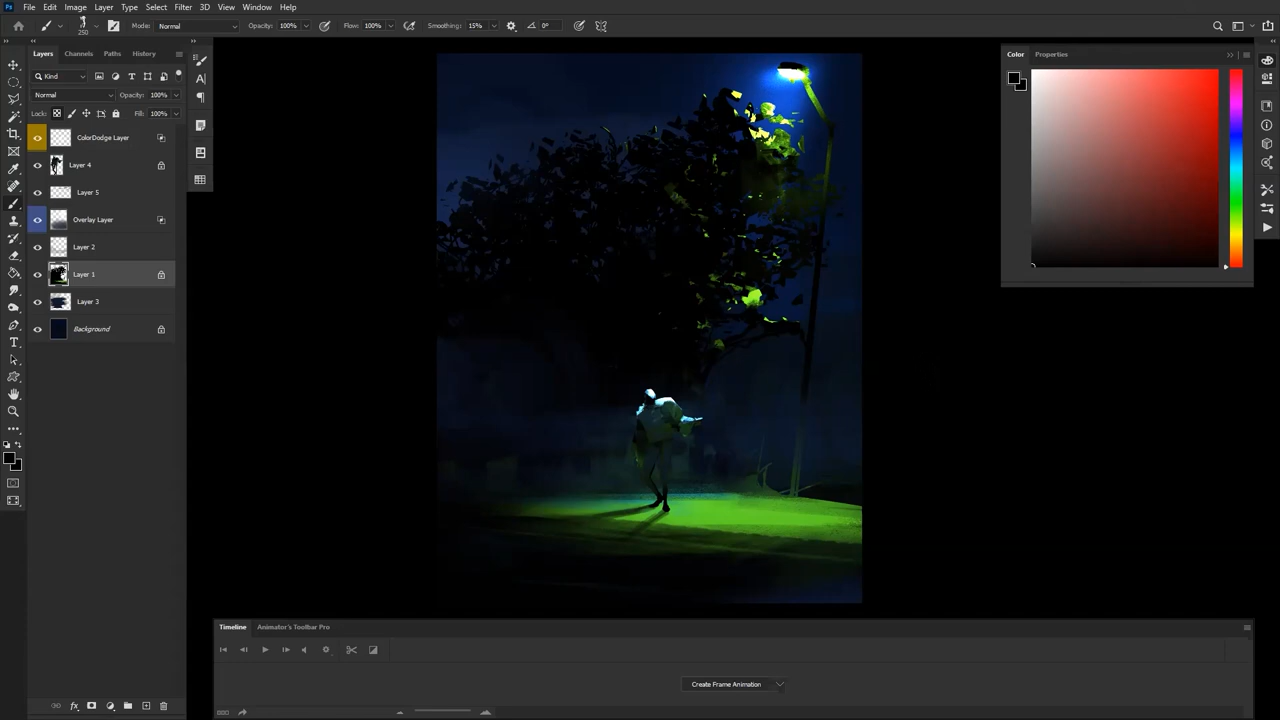 Ps File Edit Image Layer Type Select Filter 3D View Window Help
250 Mode: Normal Opacity: 100% Flow: 100% Smoothing: 15% 0°
Layers Channels Paths History
Kind
Normal Opacity: 100%
Lock: Fill: 100%
ColorDodge Layer
Layer 4
Layer 5
Overlay Layer
Layer 2
Layer 1
Layer 3
Background
Color Properties
Timeline Animator's Toolbar Pro
Create Frame Animation